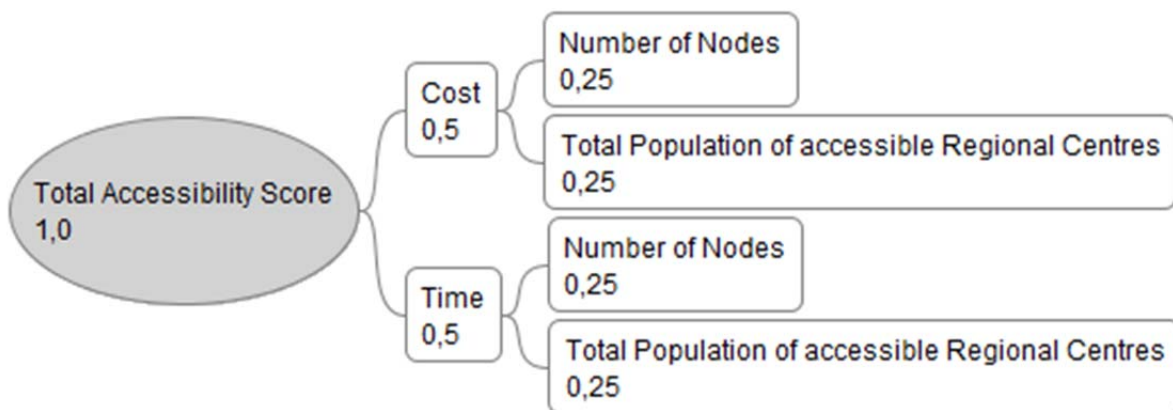 Total Accessibility Score
1,0
Cost
0,5
Number of Nodes
0,25
Total Population of accessible Regional Centres
0,25
Time
0,5
Number of Nodes
0,25
Total Population of accessible Regional Centres
0,25